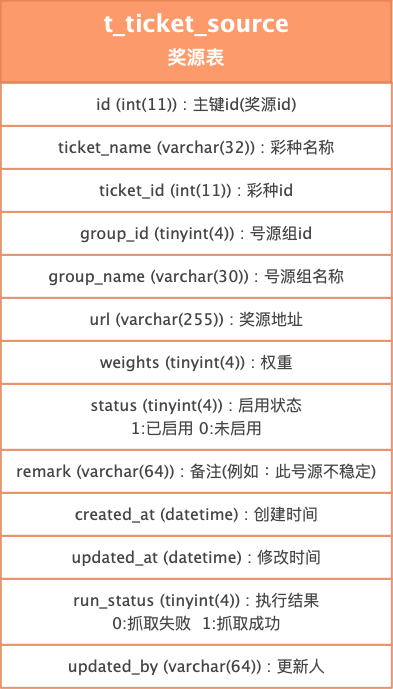 t_ticket_source
奖源表
id (int(11))：主键id(奖源id)
ticket_name (varchar(32))：彩种名称
ticket_id (int(11))：彩种id
group_id (tinyint(4))：号源组id
group_name (varchar(30))：号源组名称
url (varchar(255))：奖源地址
weights (tinyint(4))：权重
status (tinyint(4))：启用状态
1:已启用 0:未启用
remark (varchar(64))：备注(例如：此号源不稳定)
created_at (datetime)：创建时间
updated_at (datetime)：修改时间
run_status (tinyint(4))：执行结果
0:抓取失败  1:抓取成功
updated_by (varchar(64))：更新人